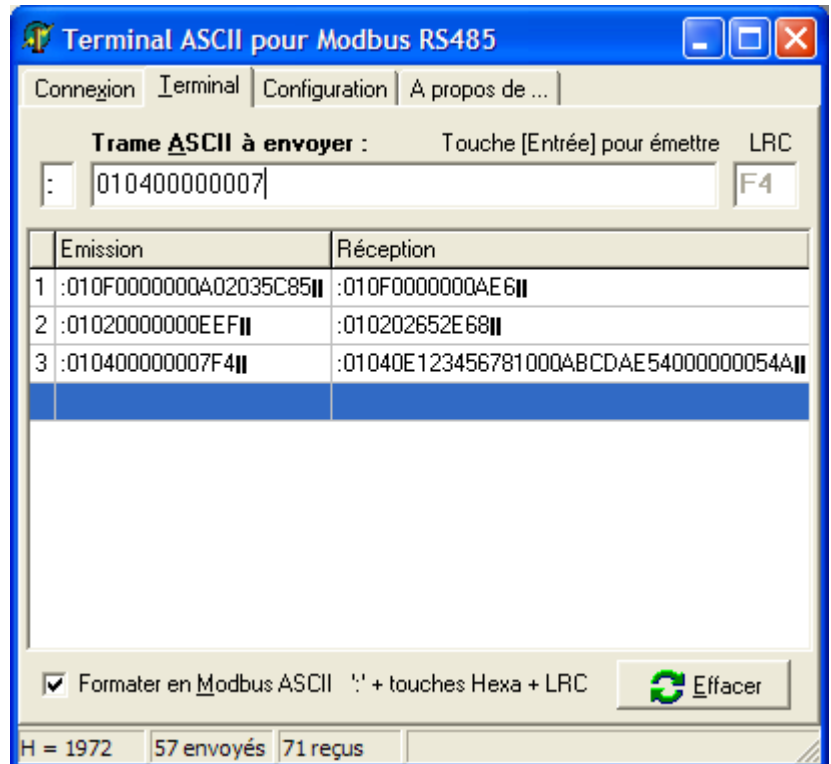 Terminal ASCII pour Modbus RS485
Connexion Terminal Configuration A propos de ...
Trame ASCII à envoyer : Touche [Entrée] pour émettre LRC
: 010400000007 F4
Emission Réception
1 :010F0000000A02035C85 :010F0000000AE6
2 :01020000000EEF :010202652E68
3 :010400000007F4 :01040E123456781000ABCDAE54000000054A
Formater en Modbus ASCII ':' + touches Hexa + LRC Effacer
H = 1972 57 envoyés 71 reçus